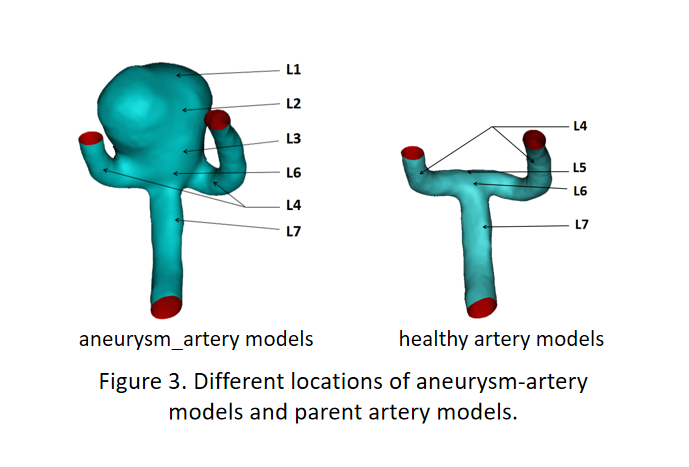 L1
L2
L3
L6
L4
L7
L4
L5
L6
L7
aneurysm_artery models
healthy artery models
Figure 3. Different locations of aneurysm-artery
models and parent artery models.